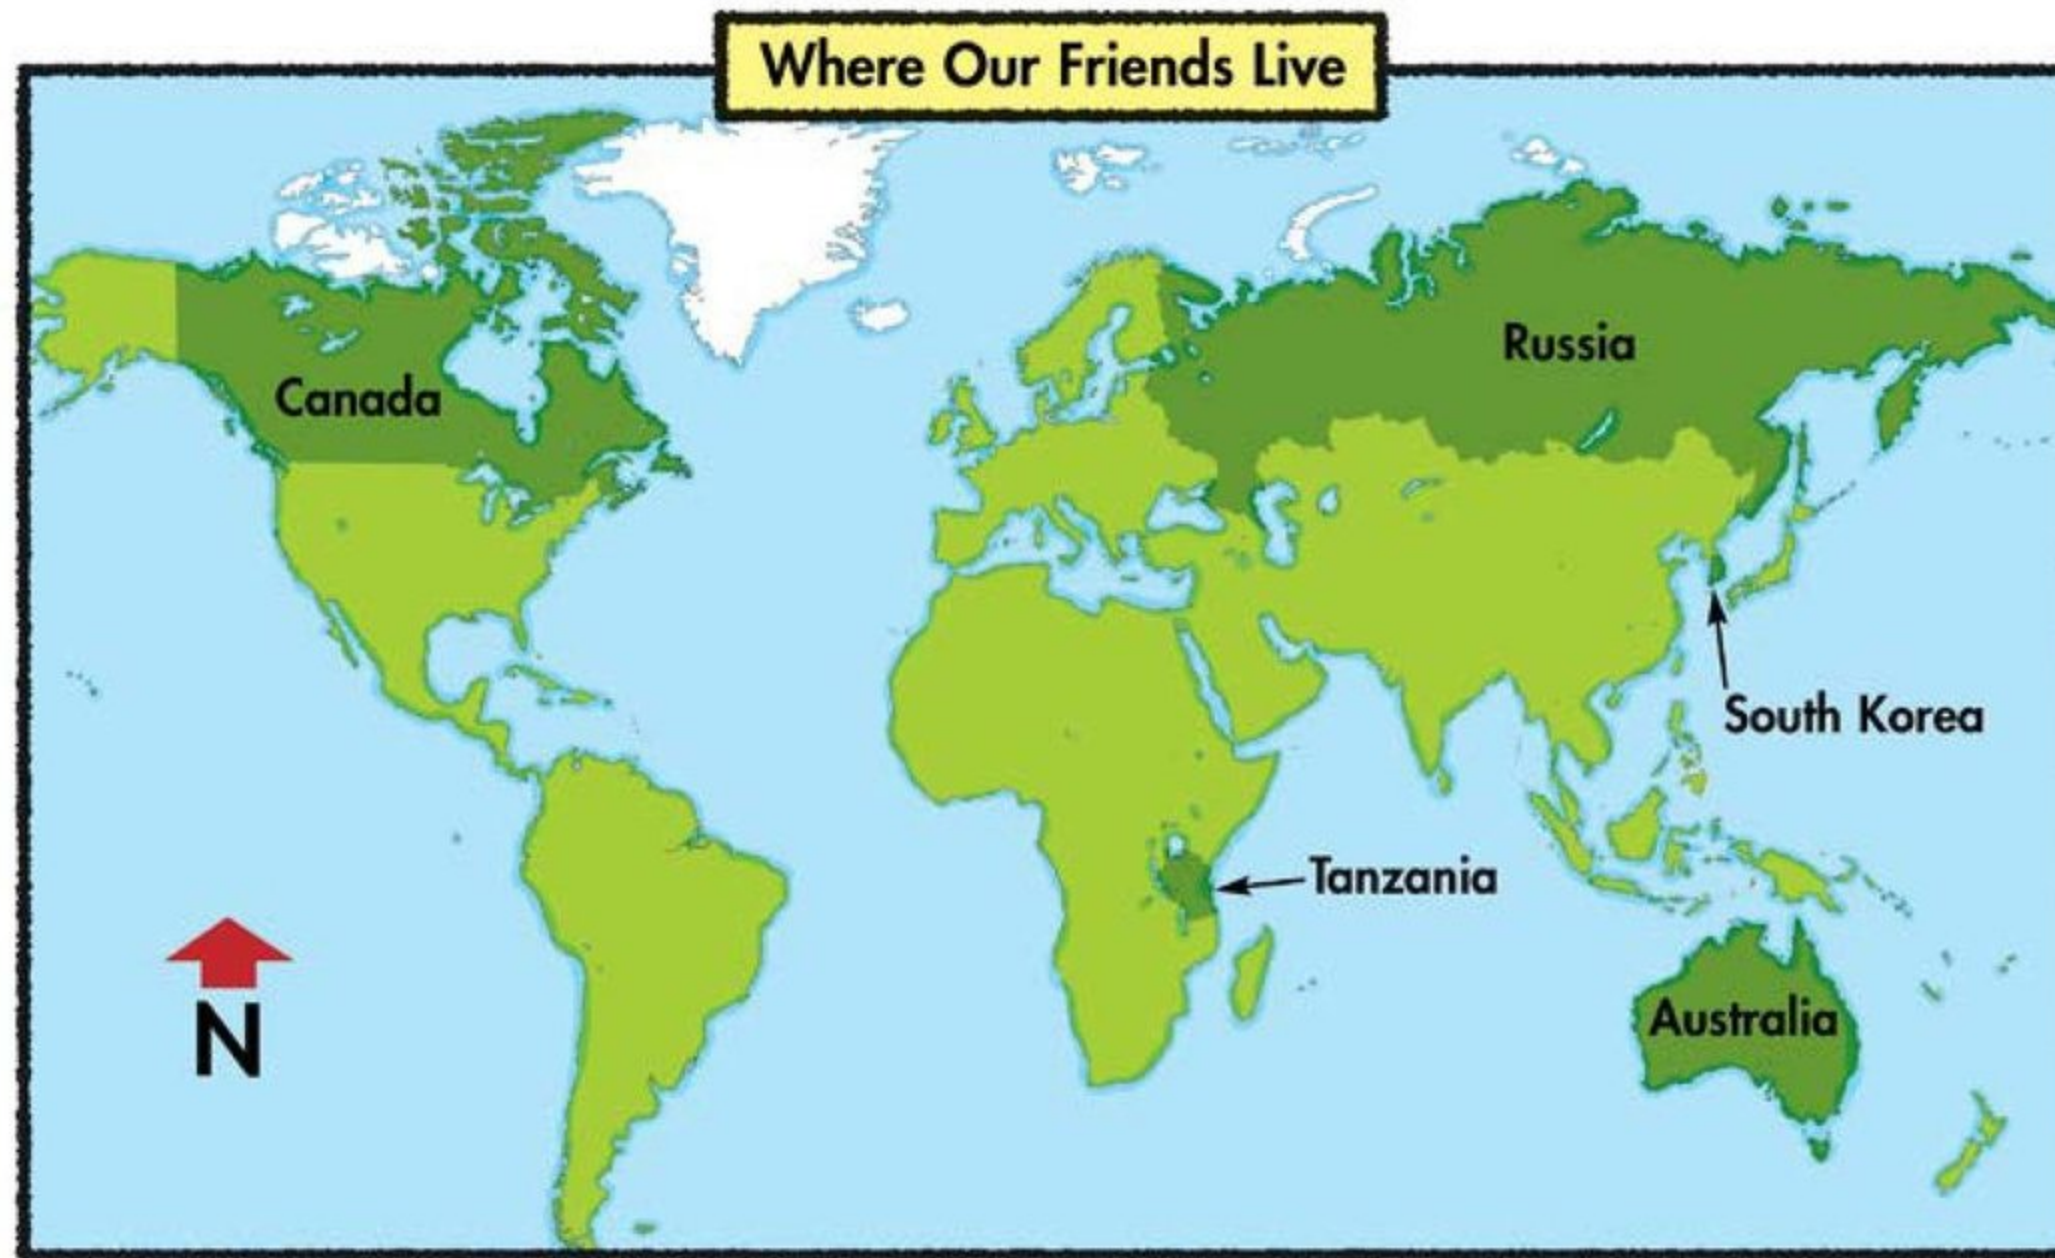 Where Our Friends Live
Canada
Russia
South Korea
Tanzania
Australia
N